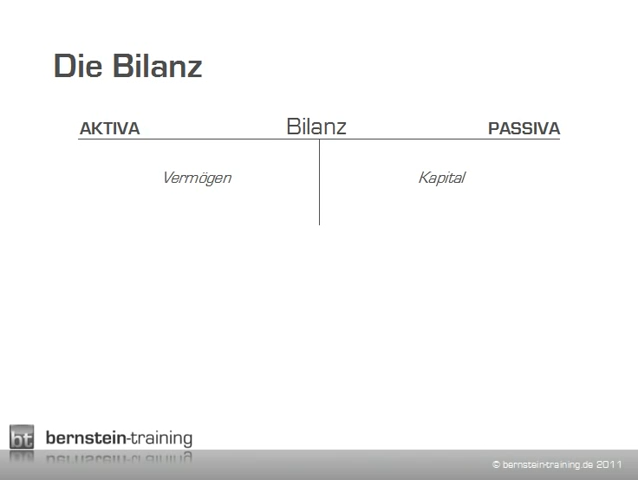 Die Bilanz
AKTIVA Bilanz PASSIVA
Vermögen Kapital
bt bernstein-training
© bernstein-training.de 2011